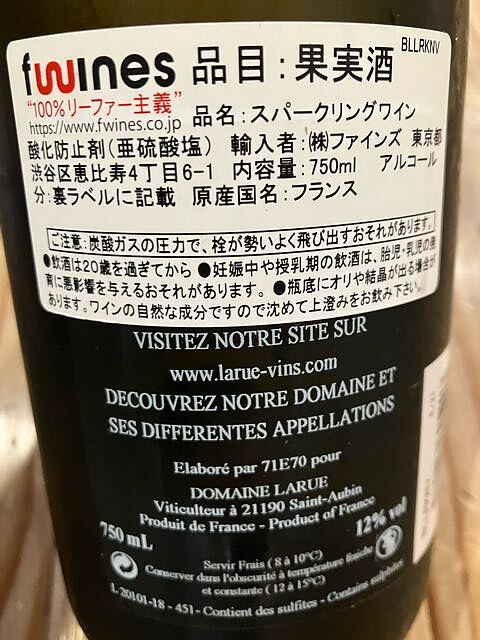 BLLRKNV
fwines 品目：果実酒
"100%リーファー主義" 品名：スパークリングワイン
https://www.fwines.co.jp
酸化防止剤(亜硫酸塩) 輸入者：㈱ファインズ 東京都
渋谷区恵比寿4丁目6-1 内容量：750ml アルコール
分：裏ラベルに記載 原産国名：フランス
ご注意：炭酸ガスの圧力で、栓が勢いよく飛び出すおそれがあります。
●飲酒は20歳を過ぎてから ●妊娠中や授乳期の飲酒は、胎児・乳児の発
育に悪影響を与えるおそれがあります。 ●瓶底にオリや結晶が出る場合が
あります。ワインの自然な成分ですので沈めて上澄みをお飲み下さい。
VISITEZ NOTRE SITE SUR
www.larue-vins.com
DECOUVREZ NOTRE DOMAINE ET
SES DIFFERENTES APPELLATIONS
Elaboré par 71E70 pour
DOMAINE LARUE
Viticulteur à 21190 Saint-Aubin
Produit de France - Product of France
750 mL
12% vol
Servir Frais ( 8 à 10°C)
Conserver dans l'obscurité à température fraîche
et constante ( 12 à 15°C)
L 20101-18 - 451- Contient des sulfites - Contains sulphites